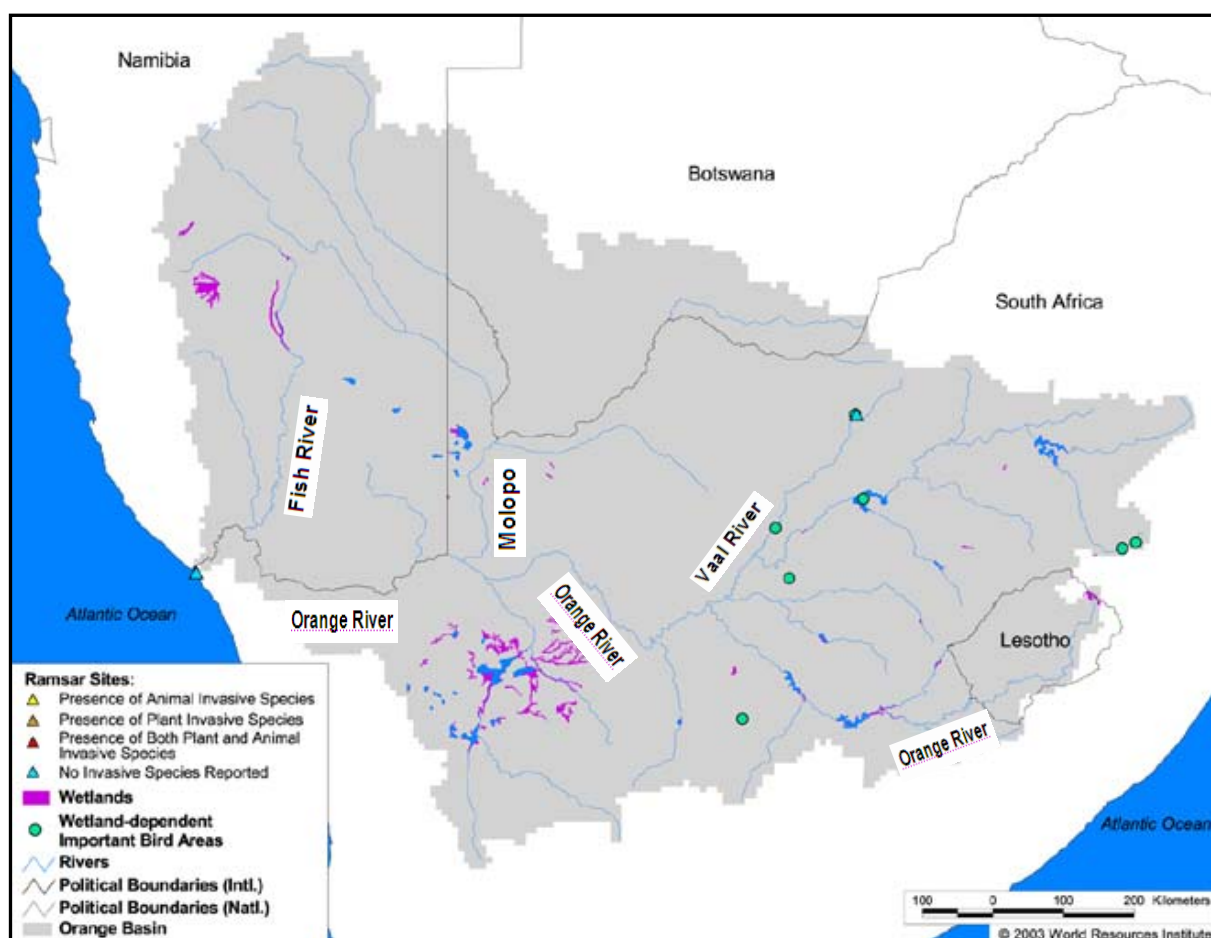 Namibia
Botswana
South Africa
Fish River
Molopo
Vaal River
Orange River
Orange River
Atlantic Ocean
Lesotho
Orange River
Atlantic Ocean
Ramsar Sites:
Presence of Animal Invasive Species
Presence of Plant Invasive Species
Presence of Both Plant and Animal
Invasive Species
No Invasive Species Reported
Wetlands
Wetland-dependent
Important Bird Areas
Rivers
Political Boundaries (Intl.)
Political Boundaries (Natl.)
Orange Basin
100 0 100 200 Kilometers
© 2003 World Resources Institute